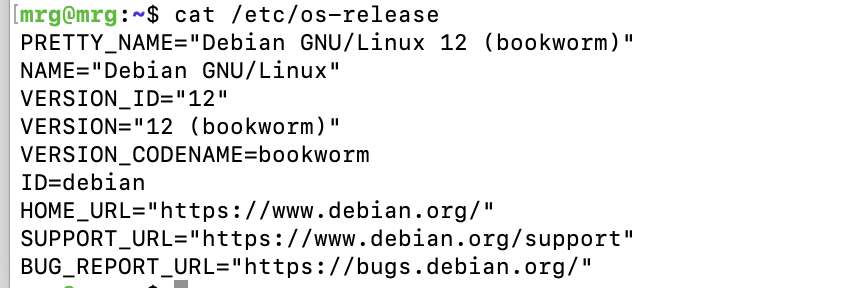 mrg@mrg:~$ cat /etc/os-release
PRETTY_NAME="Debian GNU/Linux 12 (bookworm)"
NAME="Debian GNU/Linux"
VERSION_ID="12"
VERSION="12 (bookworm)"
VERSION_CODENAME=bookworm
ID=debian
HOME_URL="https://www.debian.org/"
SUPPORT_URL="https://www.debian.org/support"
BUG_REPORT_URL="https://bugs.debian.org/"